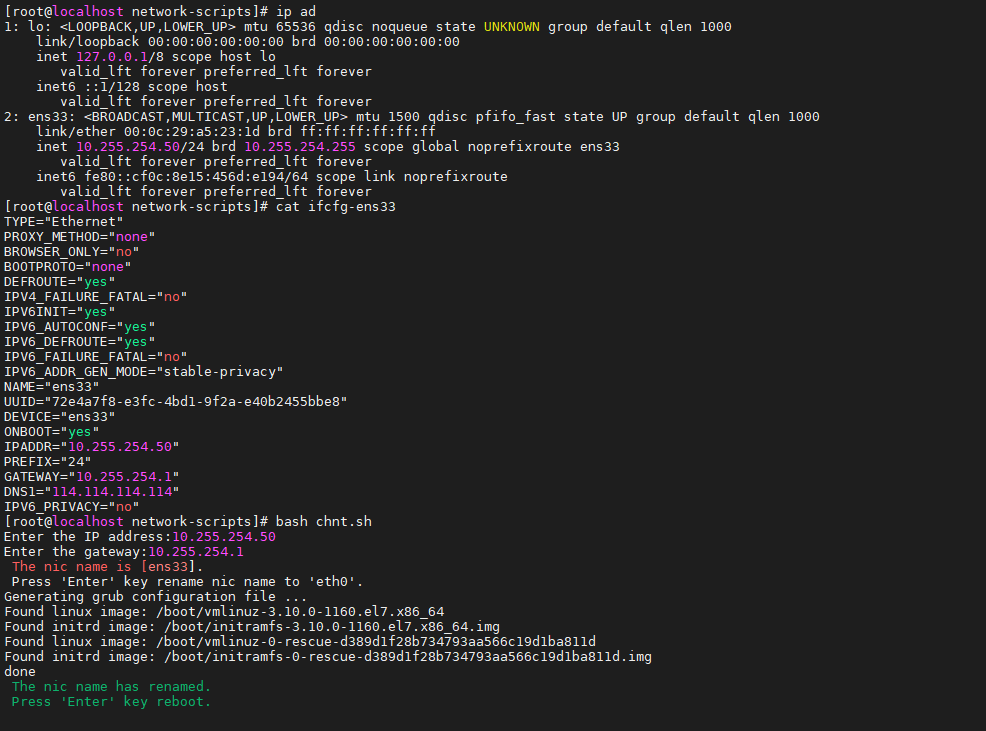 [root@localhost network-scripts]# ip ad
1: lo: <LOOPBACK,UP,LOWER_UP> mtu 65536 qdisc noqueue state UNKNOWN group default qlen 1000
    link/loopback 00:00:00:00:00:00 brd 00:00:00:00:00:00
    inet 127.0.0.1/8 scope host lo
       valid_lft forever preferred_lft forever
    inet6 ::1/128 scope host
       valid_lft forever preferred_lft forever
2: ens33: <BROADCAST,MULTICAST,UP,LOWER_UP> mtu 1500 qdisc pfifo_fast state UP group default qlen 1000
    link/ether 00:0c:29:a5:23:1d brd ff:ff:ff:ff:ff:ff
    inet 10.255.254.50/24 brd 10.255.254.255 scope global noprefixroute ens33
       valid_lft forever preferred_lft forever
    inet6 fe80::cf0c:8e15:456d:e194/64 scope link noprefixroute
       valid_lft forever preferred_lft forever
[root@localhost network-scripts]# cat ifcfg-ens33
TYPE="Ethernet"
PROXY_METHOD="none"
BROWSER_ONLY="no"
BOOTPROTO="none"
DEFROUTE="yes"
IPV4_FAILURE_FATAL="no"
IPV6INIT="yes"
IPV6_AUTOCONF="yes"
IPV6_DEFROUTE="yes"
IPV6_FAILURE_FATAL="no"
IPV6_ADDR_GEN_MODE="stable-privacy"
NAME="ens33"
UUID="72e4a7f8-e3fc-4bd1-9f2a-e40b2455bbe8"
DEVICE="ens33"
ONBOOT="yes"
IPADDR="10.255.254.50"
PREFIX="24"
GATEWAY="10.255.254.1"
DNS1="114.114.114.114"
IPV6_PRIVACY="no"
[root@localhost network-scripts]# bash chnt.sh
Enter the IP address:10.255.254.50
Enter the gateway:10.255.254.1
 The nic name is [ens33].
 Press 'Enter' key rename nic name to 'eth0'.
Generating grub configuration file ...
Found linux image: /boot/vmlinuz-3.10.0-1160.el7.x86_64
Found initrd image: /boot/initramfs-3.10.0-1160.el7.x86_64.img
Found linux image: /boot/vmlinuz-0-rescue-d389d1f28b734793aa566c19d1ba811d
Found initrd image: /boot/initramfs-0-rescue-d389d1f28b734793aa566c19d1ba811d.img
done
 The nic name has renamed.
 Press 'Enter' key reboot.